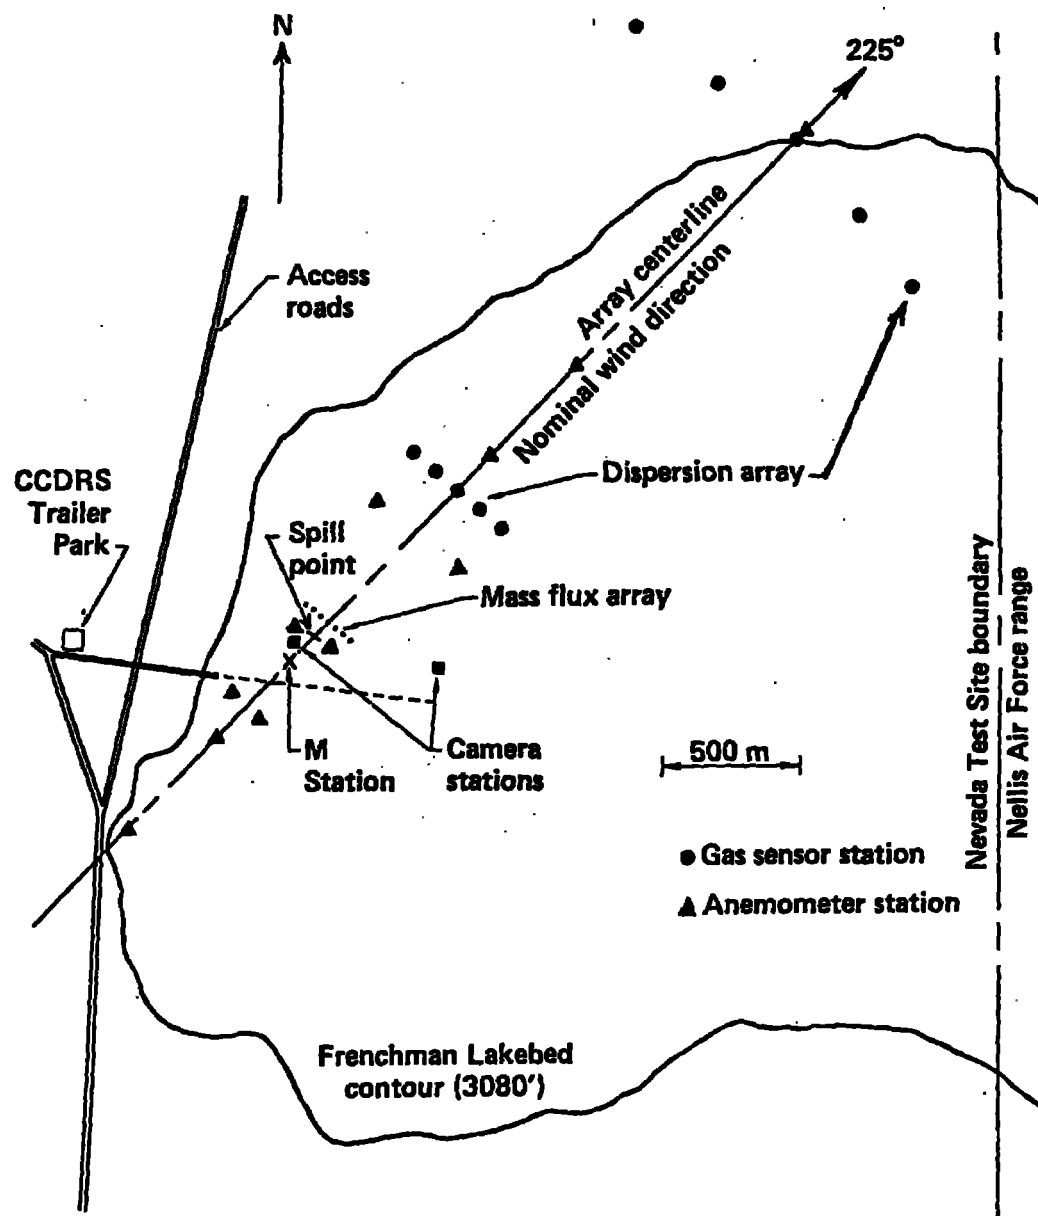 N
225°
Access
roads
Array centerline
Nominal wind direction
CCDRS
Trailer
Park
Dispersion array
Spill
point
Mass flux array
M
Station
Camera
stations
500 m
Nevada Test Site boundary
Nellis Air Force range
Gas sensor station
Anemometer station
Frenchman Lakebed
contour (3080')